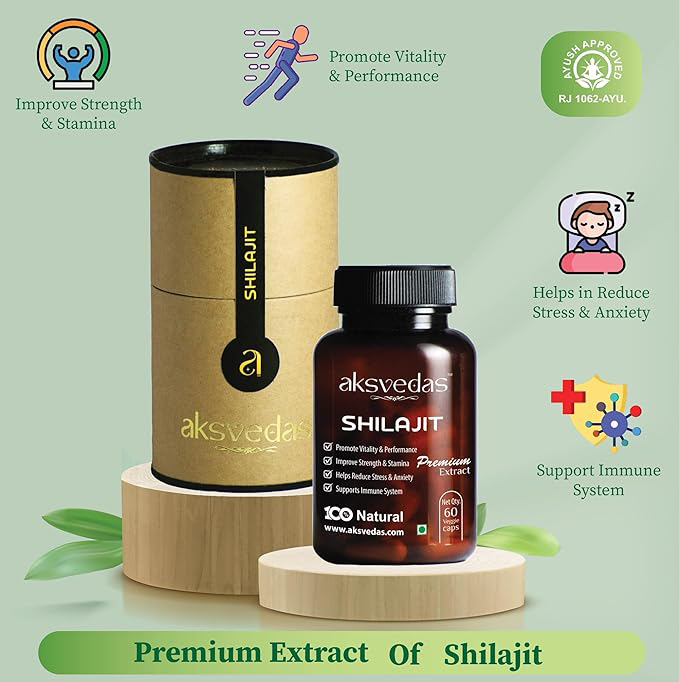 Improve Strength
& Stamina
Promote Vitality
& Performance
AYUSH APPROVED
RJ 1062-AYU.
SHILAJIT
a
aksvedas
z z
Helps in Reduce
Stress & Anxiety
aksvedas™
SHILAJIT
Promote Vitality & Performance
Improve Strength & Stamina
Helps Reduce Stress & Anxiety
Supports Immune System
Premium
Extract
100% Natural
www.aksvedas.com
Net Qty.
60
Veggie
caps
Support Immune
System
Premium Extract Of Shilajit